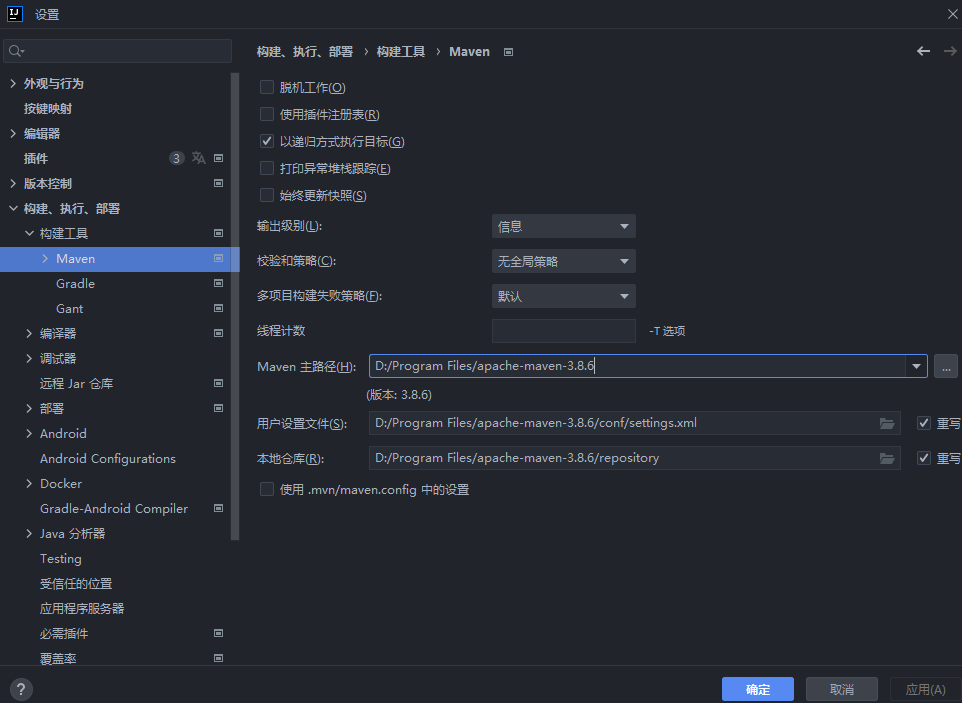 设置
外观与行为
按键映射
编辑器
插件 3
版本控制
构建、执行、部署
构建工具
Maven
Gradle
Gant
编译器
调试器
远程 Jar 仓库
部署
Android
Android Configurations
Docker
Gradle-Android Compiler
Java 分析器
Testing
受信任的位置
应用程序服务器
必需插件
覆盖率
构建、执行、部署 › 构建工具 › Maven
脱机工作(O)
使用插件注册表(R)
以递归方式执行目标(G)
打印异常堆栈跟踪(E)
始终更新快照(S)
输出级别(L): 信息
校验和策略(C): 无全局策略
多项目构建失败策略(F): 默认
线程计数 -T 选项
Maven 主路径(H): D:/Program Files/apache-maven-3.8.6 ...
(版本: 3.8.6)
用户设置文件(S): D:/Program Files/apache-maven-3.8.6/conf/settings.xml 重写
本地仓库(R): D:/Program Files/apache-maven-3.8.6/repository 重写
使用 .mvn/maven.config 中的设置
? 确定 取消 应用(A)